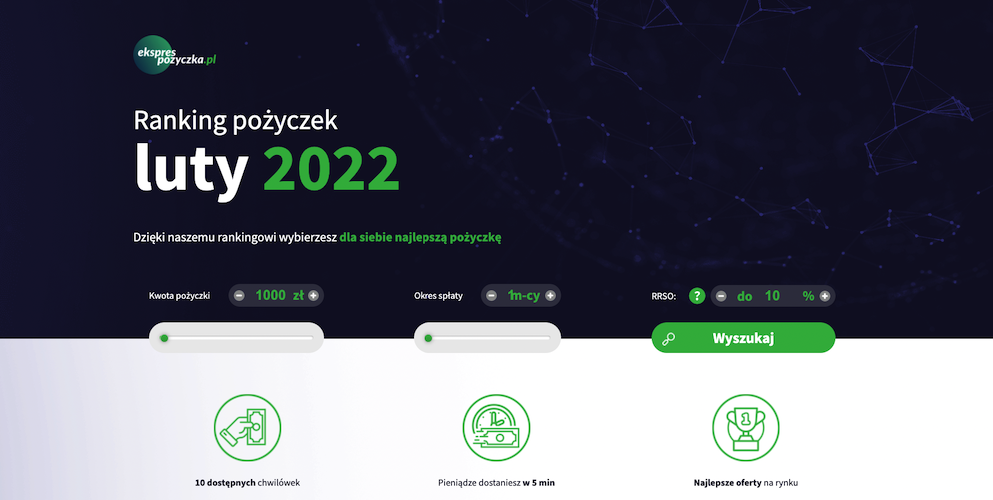 ekspres
pożyczka.pl
Ranking pożyczek
luty 2022
Dzięki naszemu rankingowi wybierzesz dla siebie najlepszą pożyczkę
Kwota pożyczki − 1000 zł +
Okres spłaty − 1m-cy +
RRSO: ? − do 10 % +
Wyszukaj
1
10 dostępnych chwilówek
Pieniądze dostaniesz w 5 min
Najlepsze oferty na rynku